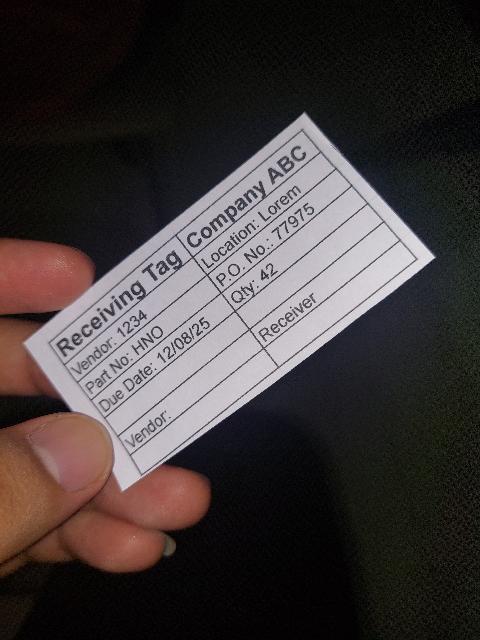 Receiving Tag Company ABC
Vendor: 1234 Location: Lorem
Part No: HNO P.O. No.: 77975
Due Date: 12/08/25 Qty: 42
Vendor: Receiver